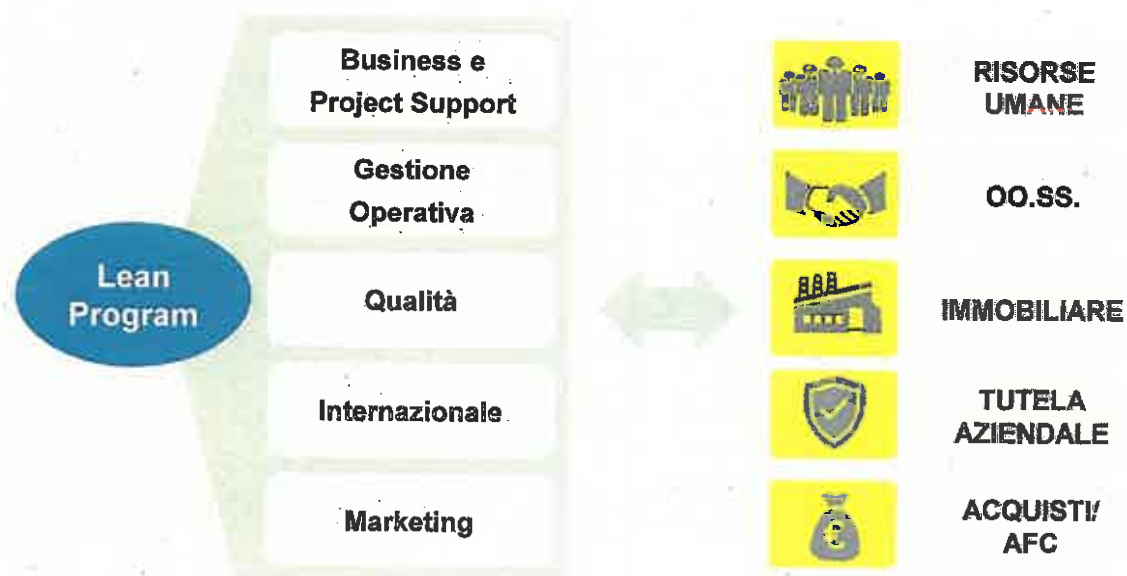 Lean
Program
Business e
Project Support
Gestione
Operativa
Qualità
Internazionale
Marketing
RISORSE
UMANE
OO.SS.
IMMOBILIARE
TUTELA
AZIENDALE
ACQUISTI/
AFC